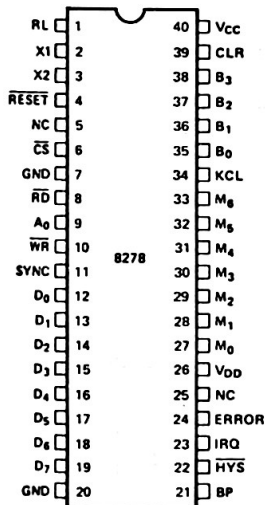 RL 1 40 VCC
X1 2 39 CLR
X2 3 38 B3
RESET 4 37 B2
NC 5 36 B1
CS 6 35 B0
GND 7 34 KCL
RD 8 33 M6
A0 9 32 M5
WR 10 31 M4
8278
SYNC 11 30 M3
D0 12 29 M2
D1 13 28 M1
D2 14 27 M0
D3 15 26 VDD
D4 16 25 NC
D5 17 24 ERROR
D6 18 23 IRQ
D7 19 22 HYS
GND 20 21 BP